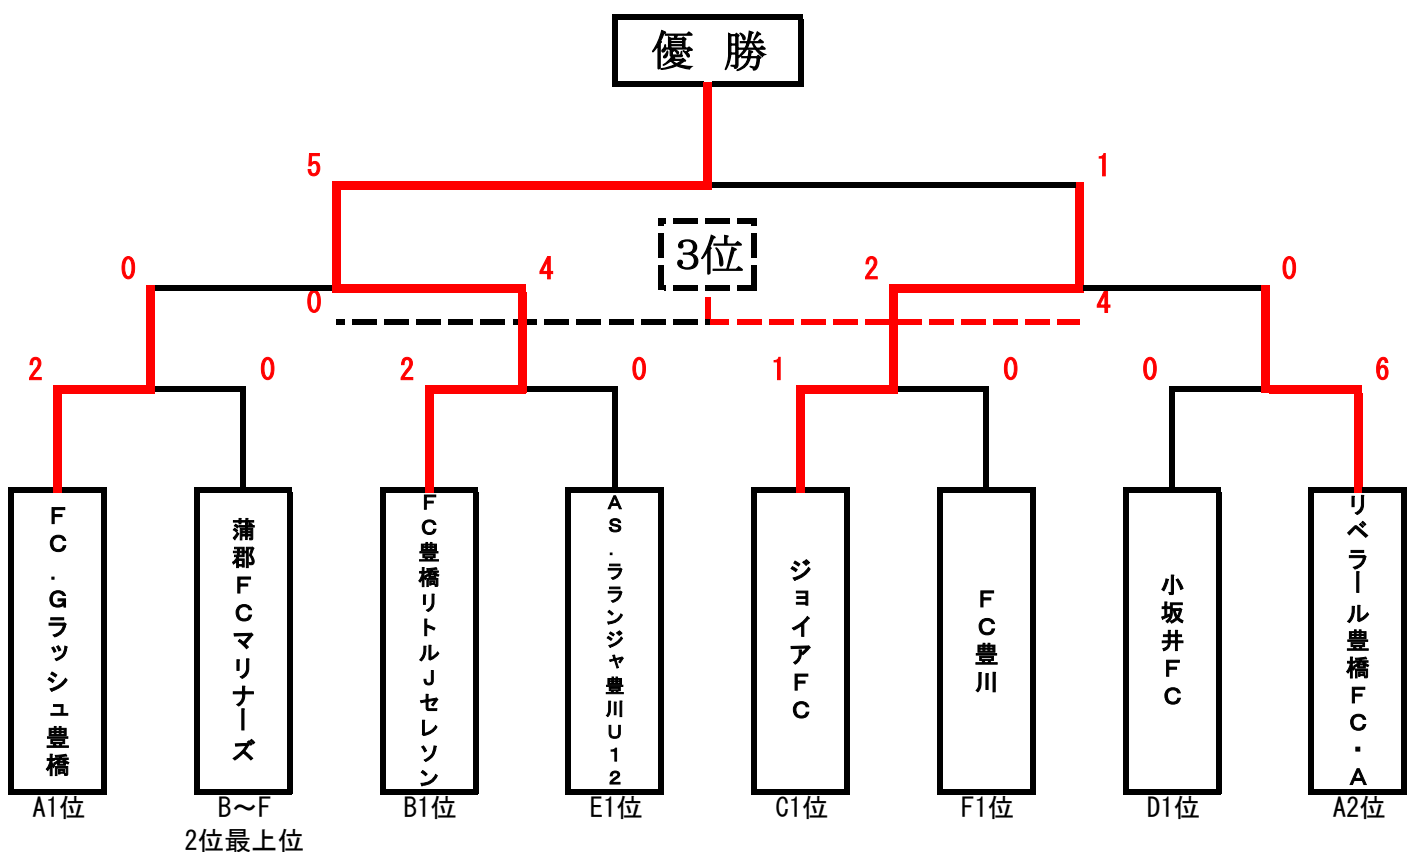 優 勝
5
1
3位
0
4
2
0
0
4
2
0
2
0
1
0
0
6
FC.Gラッシュ豊橋
蒲郡FCマリナーズ
FC豊橋リトルJセレソン
AS.ラランジャ豊川U12
ジョイアFC
FC豊川
小坂井FC
リベラール豊橋FC・A
A1位
B～F
2位最上位
B1位
E1位
C1位
F1位
D1位
A2位